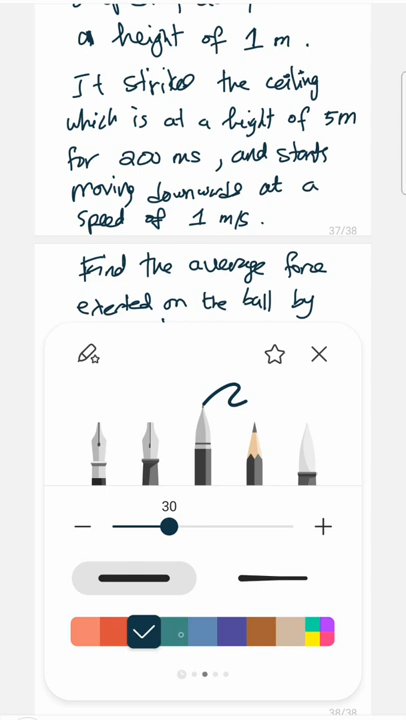 a height of 1 m.
It strikes the ceiling
which is at a height of 5m
for 200 ms, and starts
moving downwards at a
speed of 1 m/s.
37/38
Find the average force
exerted on the ball by
30
38/38